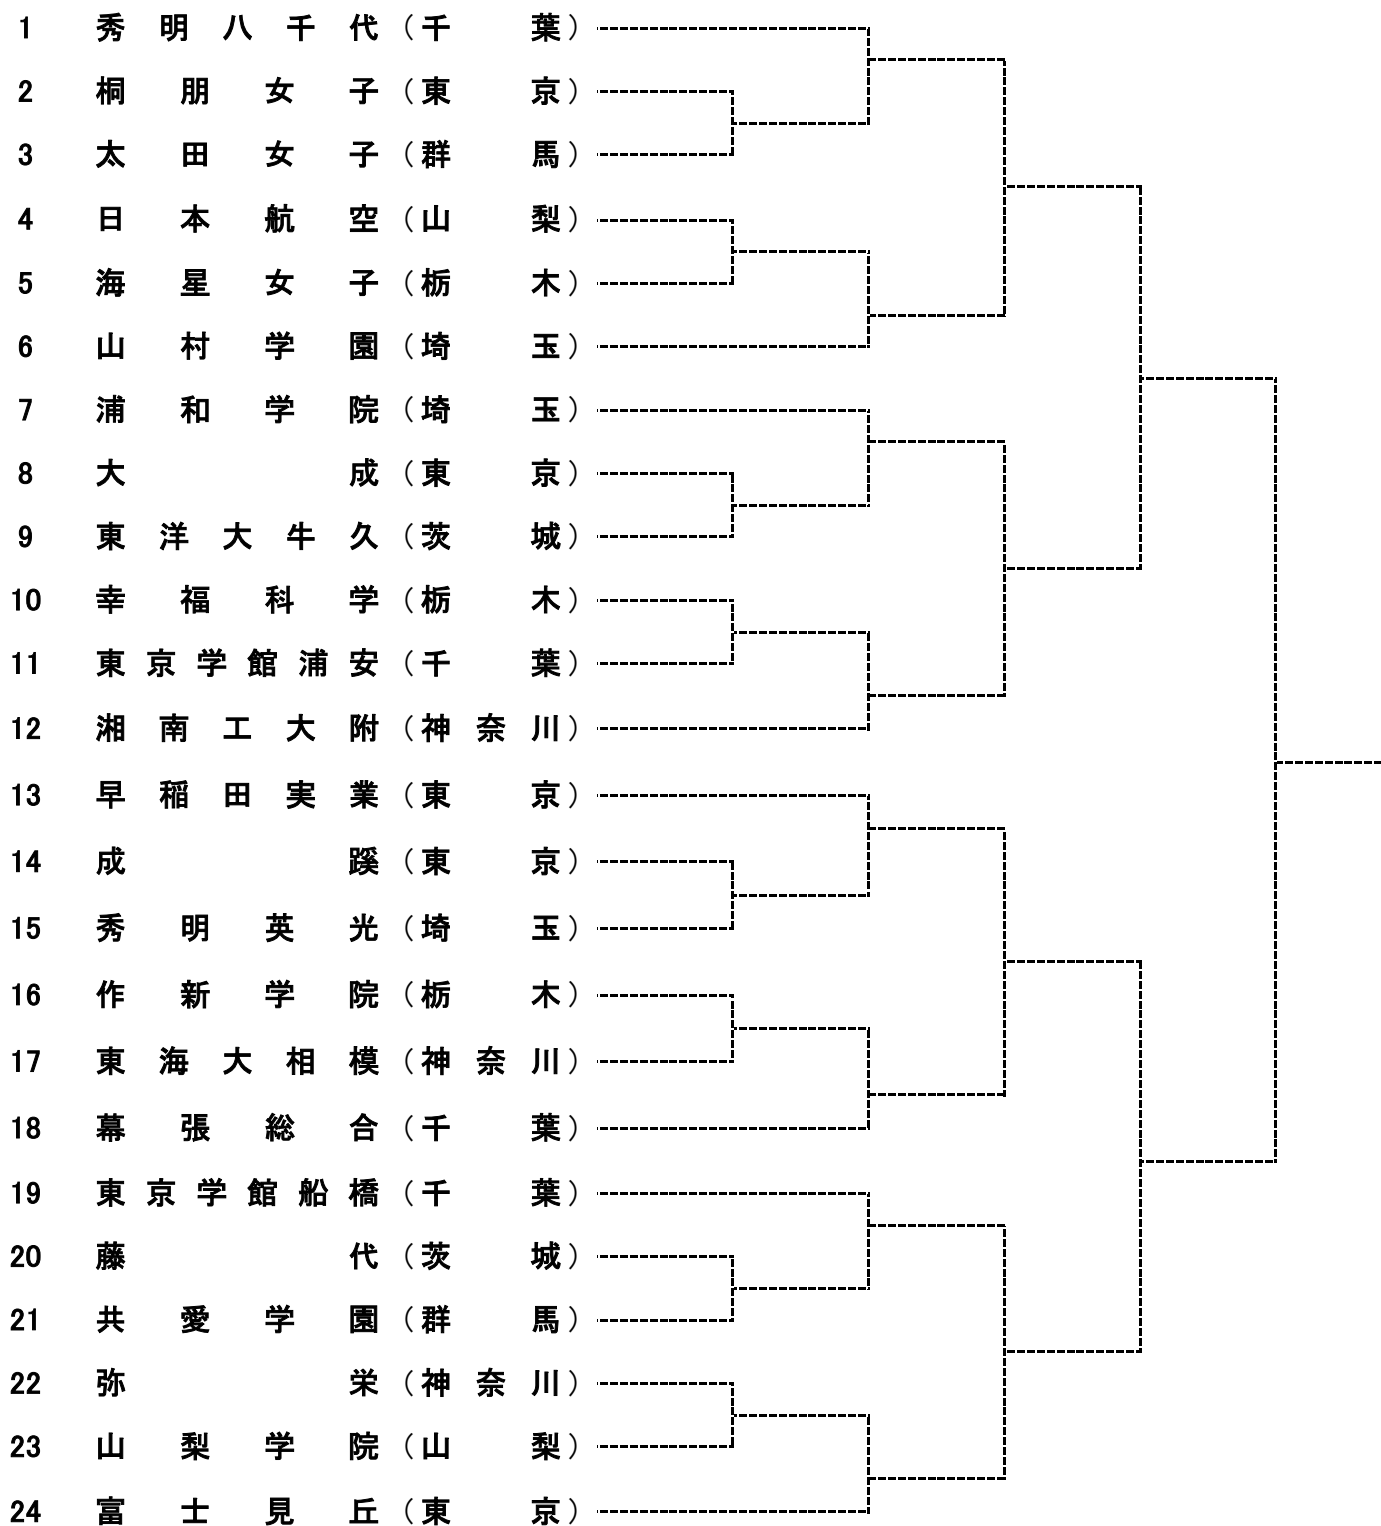 1 秀明八千代（千葉）
2 桐朋女子（東京）
3 太田女子（群馬）
4 日本航空（山梨）
5 海星女子（栃木）
6 山村学園（埼玉）
7 浦和学院（埼玉）
8 大成（東京）
9 東洋大牛久（茨城）
10 幸福科学（栃木）
11 東京学館浦安（千葉）
12 湘南工大附（神奈川）
13 早稲田実業（東京）
14 成蹊（東京）
15 秀明英光（埼玉）
16 作新学院（栃木）
17 東海大相模（神奈川）
18 幕張総合（千葉）
19 東京学館船橋（千葉）
20 藤代（茨城）
21 共愛学園（群馬）
22 弥栄（神奈川）
23 山梨学院（山梨）
24 富士見丘（東京）